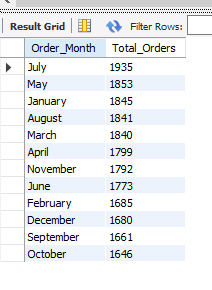 Result Grid Filter Rows:
Order_Month Total_Orders
July 1935
May 1853
January 1845
August 1841
March 1840
April 1799
November 1792
June 1773
February 1685
December 1680
September 1661
October 1646